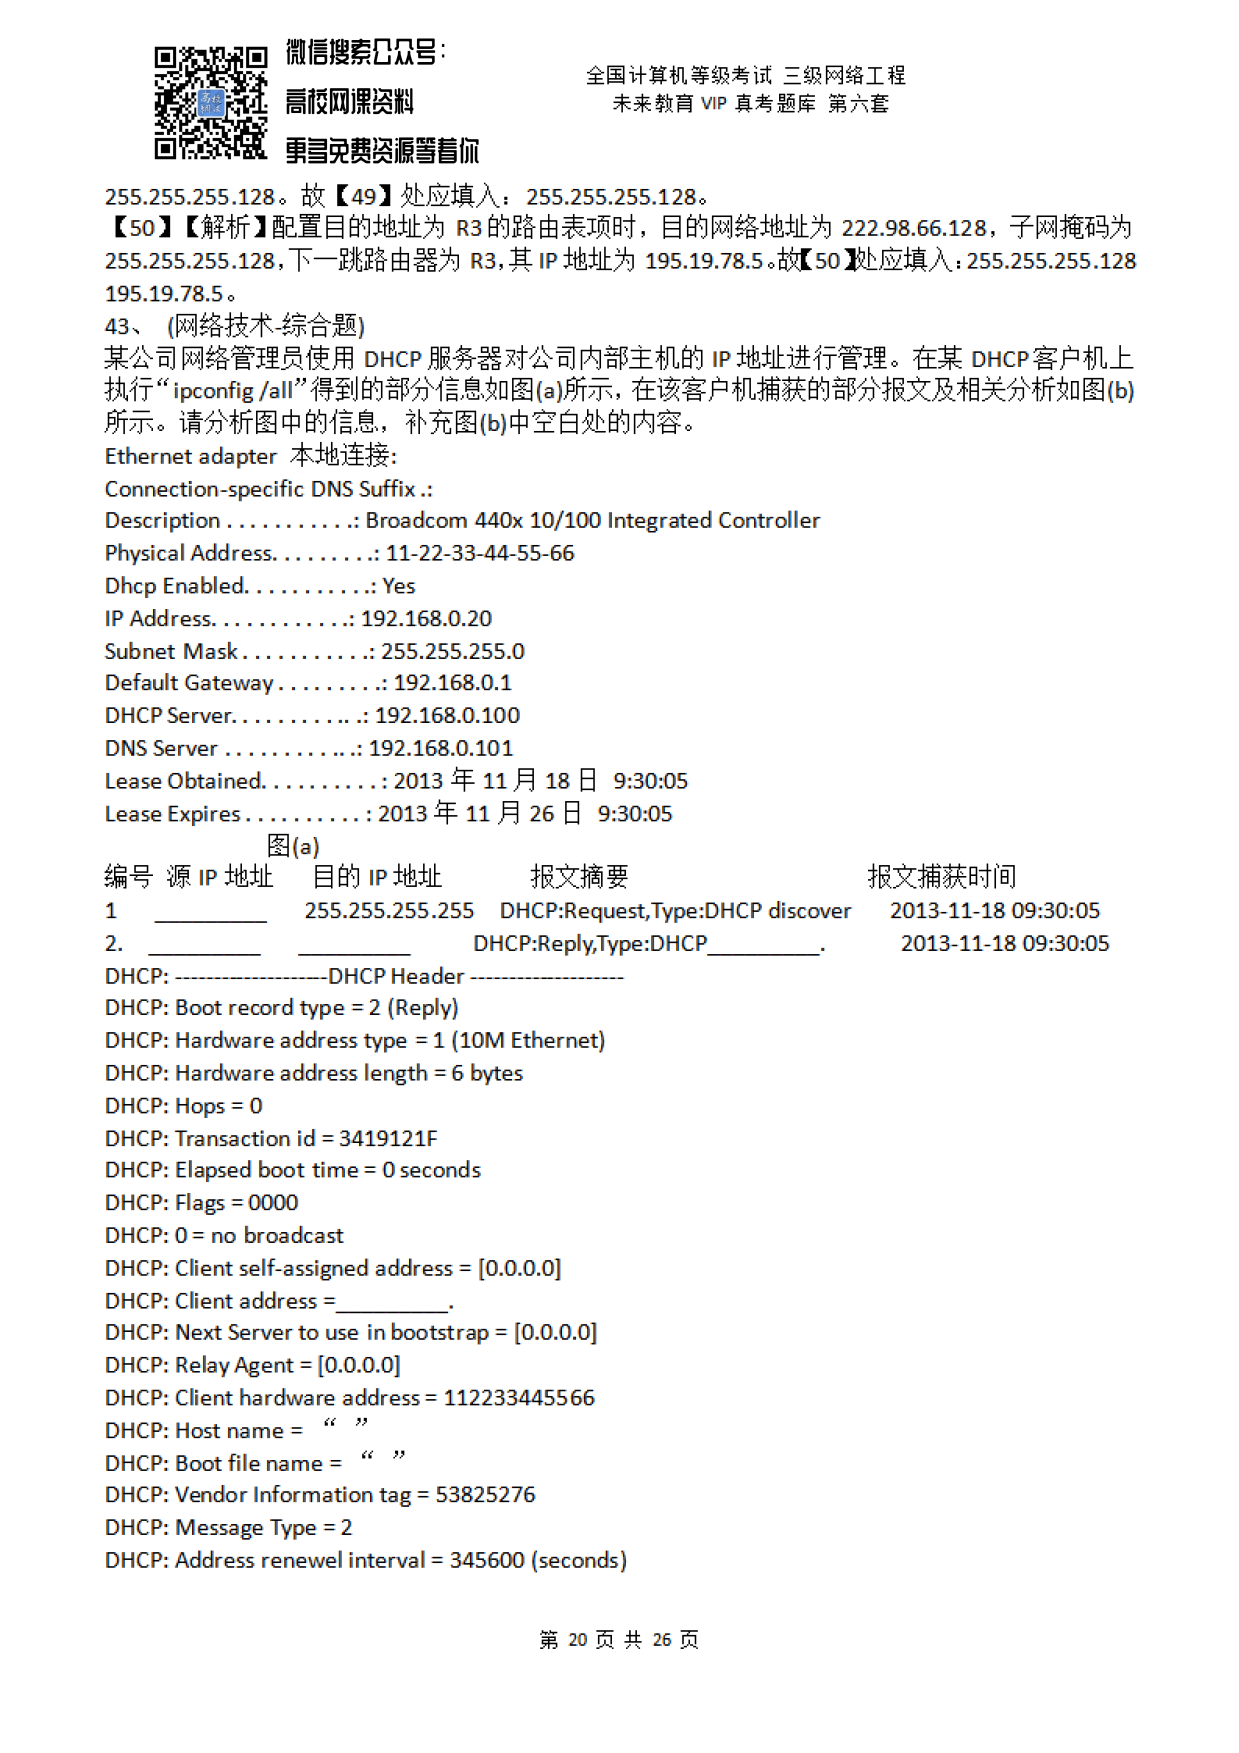 微信搜索公众号：
高校网课资料
更多免费资源等着你
全国计算机等级考试 三级网络工程
未来教育 VIP 真考题库 第六套
255.255.255.128。故【49】处应填入：255.255.255.128。
【50】【解析】配置目的地址为 R3 的路由表项时，目的网络地址为 222.98.66.128，子网掩码为
255.255.255.128，下一跳路由器为 R3，其 IP 地址为 195.19.78.5。故【50】处应填入：255.255.255.128
195.19.78.5。
43、 (网络技术-综合题)
某公司网络管理员使用 DHCP 服务器对公司内部主机的 IP 地址进行管理。在某 DHCP 客户机上
执行“ipconfig /all”得到的部分信息如图(a)所示，在该客户机捕获的部分报文及相关分析如图(b)
所示。请分析图中的信息，补充图(b)中空白处的内容。
Ethernet adapter 本地连接:
Connection-specific DNS Suffix .:
Description . . . . . . . . . . .: Broadcom 440x 10/100 Integrated Controller
Physical Address. . . . . . . . .: 11-22-33-44-55-66
Dhcp Enabled. . . . . . . . . . .: Yes
IP Address. . . . . . . . . . . .: 192.168.0.20
Subnet Mask . . . . . . . . . . .: 255.255.255.0
Default Gateway . . . . . . . . .: 192.168.0.1
DHCP Server. . . . . . . . . . .. .: 192.168.0.100
DNS Server . . . . . . . . . .. .: 192.168.0.101
Lease Obtained. . . . . . . . . . : 2013 年 11 月 18 日 9:30:05
Lease Expires . . . . . . . . . . : 2013 年 11 月 26 日 9:30:05
图(a)
编号 源 IP 地址 目的 IP 地址 报文摘要 报文捕获时间
1 _________ 255.255.255.255 DHCP:Request,Type:DHCP discover 2013-11-18 09:30:05
2. _________ _________ DHCP:Reply,Type:DHCP_________. 2013-11-18 09:30:05
DHCP: --------------------DHCP Header --------------------
DHCP: Boot record type = 2 (Reply)
DHCP: Hardware address type = 1 (10M Ethernet)
DHCP: Hardware address length = 6 bytes
DHCP: Hops = 0
DHCP: Transaction id = 3419121F
DHCP: Elapsed boot time = 0 seconds
DHCP: Flags = 0000
DHCP: 0 = no broadcast
DHCP: Client self-assigned address = [0.0.0.0]
DHCP: Client address =_________.
DHCP: Next Server to use in bootstrap = [0.0.0.0]
DHCP: Relay Agent = [0.0.0.0]
DHCP: Client hardware address = 112233445566
DHCP: Host name = “ ”
DHCP: Boot file name = “ ”
DHCP: Vendor Information tag = 53825276
DHCP: Message Type = 2
DHCP: Address renewel interval = 345600 (seconds)
第 20 页 共 26 页